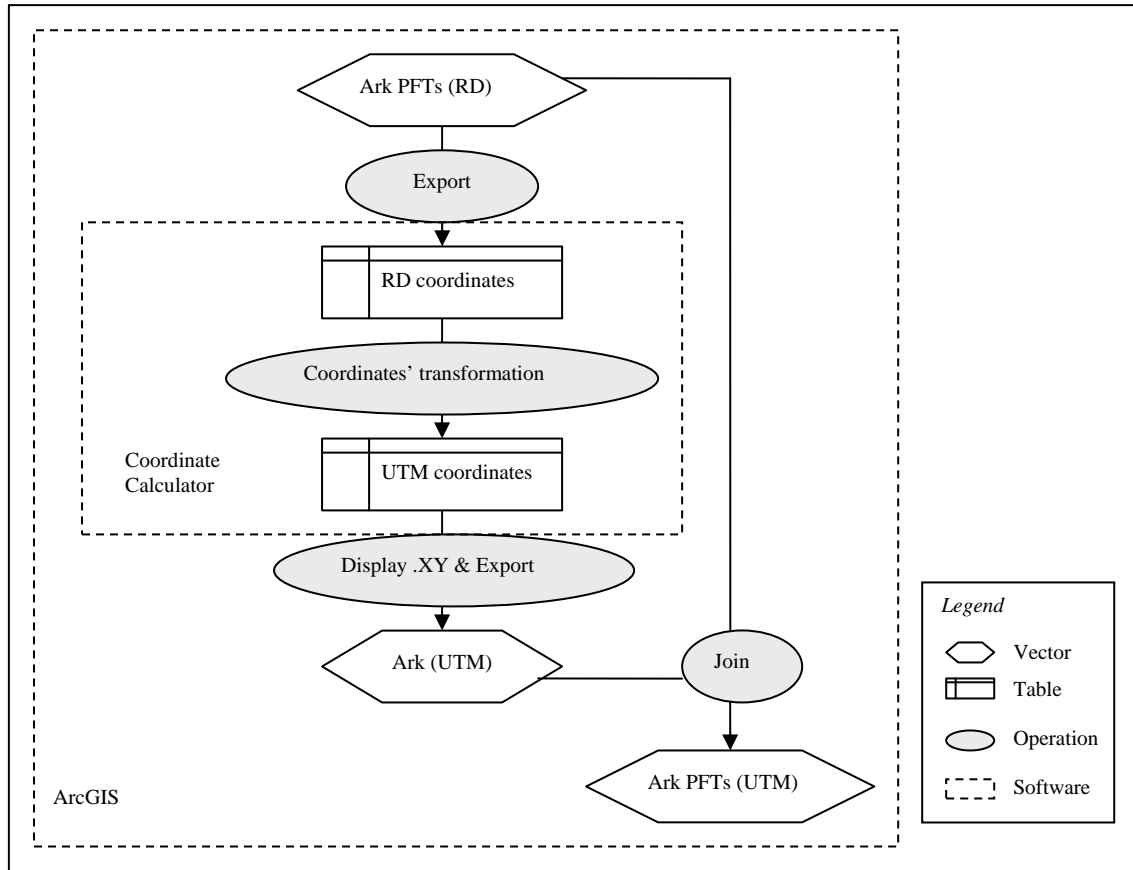 Ark PFTs (RD)
Export
RD coordinates
Coordinates’ transformation
Coordinate
Calculator
UTM coordinates
Display .XY & Export
Ark (UTM)
Join
Ark PFTs (UTM)
ArcGIS
Legend
Vector
Table
Operation
Software